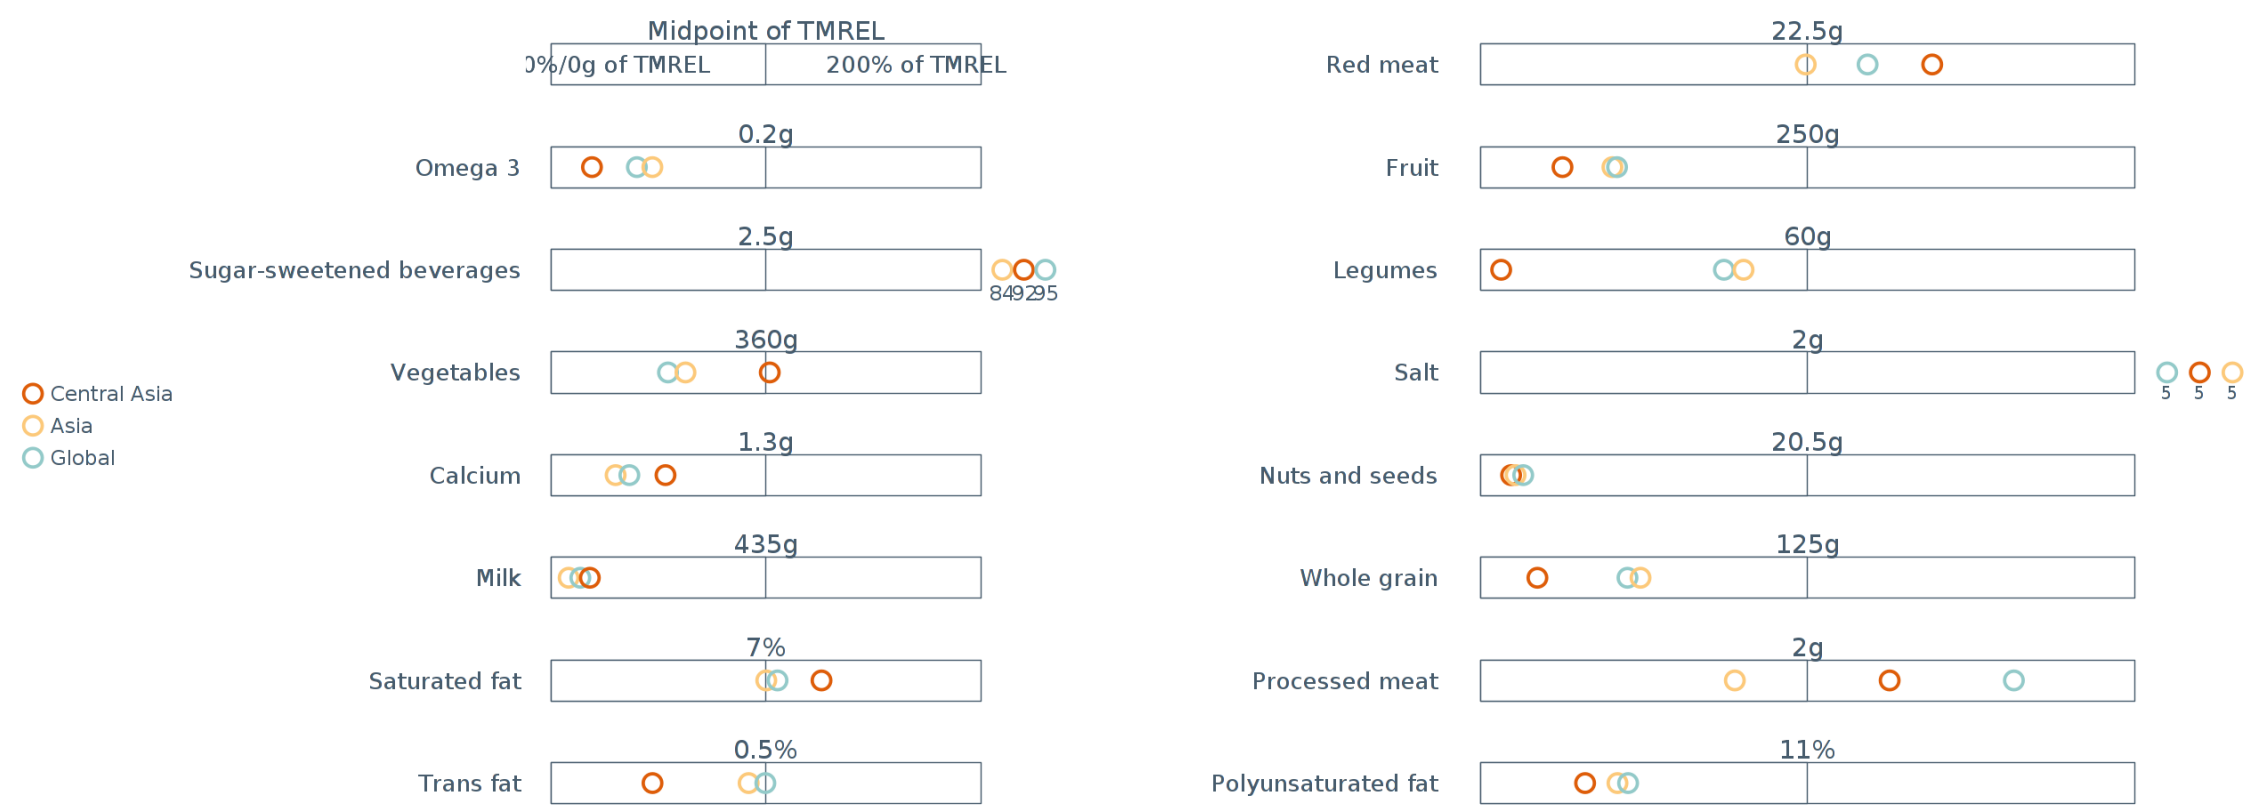 Midpoint of TMREL
0%/0g of TMREL
200% of TMREL
0.2g
Omega 3
2.5g
Sugar-sweetened beverages
84 92 95
360g
Vegetables
1.3g
Calcium
435g
Milk
7%
Saturated fat
0.5%
Trans fat
Central Asia
Asia
Global
22.5g
Red meat
250g
Fruit
60g
Legumes
2g
Salt
5 5 5
20.5g
Nuts and seeds
125g
Whole grain
2g
Processed meat
11%
Polyunsaturated fat